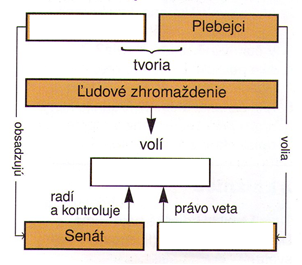 Plebejci
tvoria
Ľudové zhromaždenie
obsadzujú
volia
volí
radí
a kontroluje
právo veta
Senát